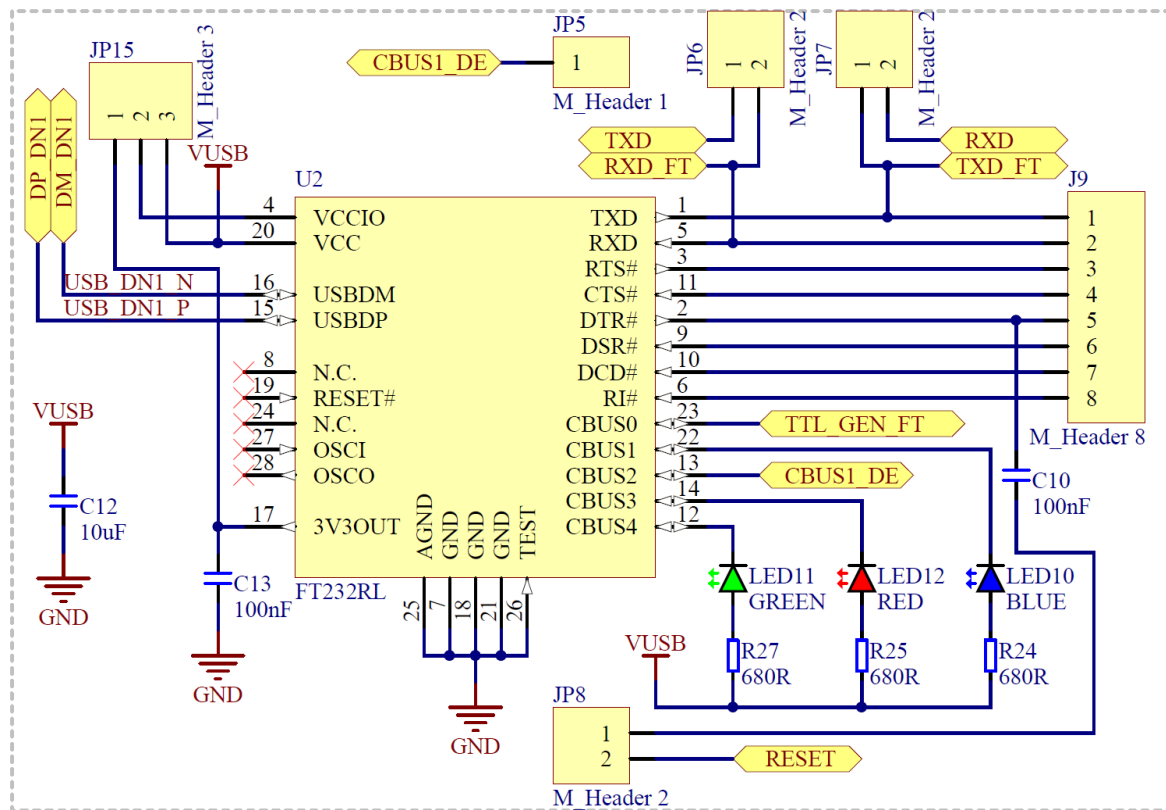 JP15
M_Header 3
1
2
3
DP_DN1
DM_DN1
VUSB
CBUS1_DE
JP5
1
M_Header 1
JP6
1
2
M_Header 2
JP7
1
2
M_Header 2
TXD
RXD_FT
RXD
TXD_FT
U2
4 VCCIO
20 VCC
USB_DN1_N
16 USBDM
USB_DN1_P
15 USBDP
8 N.C.
19 RESET#
24 N.C.
27 OSCI
28 OSCO
17 3V3OUT
TXD 1
RXD 5
RTS# 3
CTS# 11
DTR# 2
DSR# 9
DCD# 10
RI# 6
CBUS0 23
CBUS1 22
CBUS2 13
CBUS3 14
CBUS4 12
AGND
GND
GND
GND
TEST
25
7
18
21
26
FT232RL
GND
J9
1
2
3
4
5
6
7
8
M_Header 8
TTL_GEN_FT
CBUS1_DE
C10
100nF
VUSB
C12
10uF
GND
C13
100nF
GND
LED11
GREEN
LED12
RED
LED10
BLUE
VUSB
R27
680R
R25
680R
R24
680R
JP8
1
2
M_Header 2
RESET